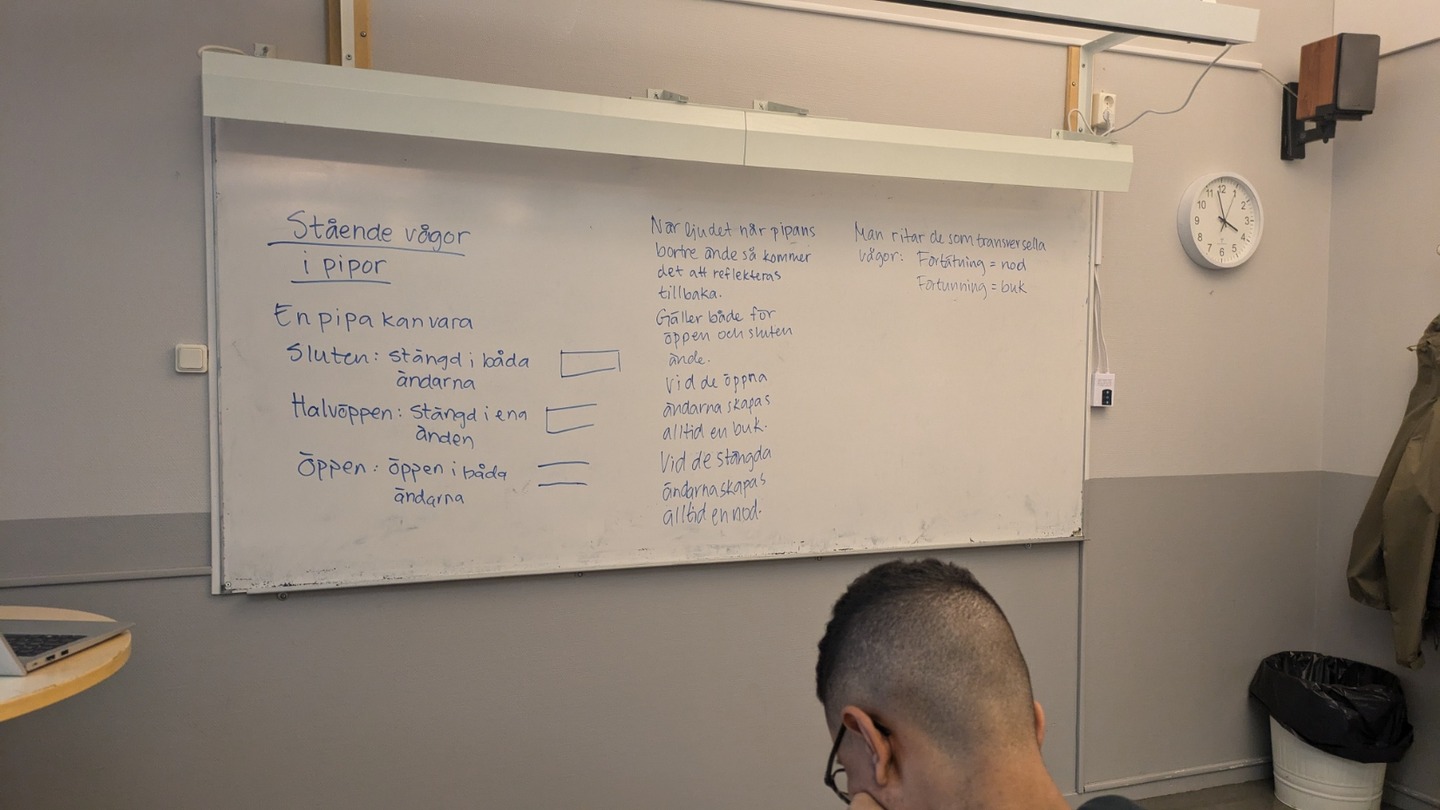 Stående vågor
i pipor
En pipa kan vara
Sluten: stängd i båda
ändarna
Halvöppen: stängd i ena
änden
Öppen: öppen i båda
ändarna
När ljudet når pipans
bortre ände så kommer
det att reflekteras
tillbaka.
Gäller både för
öppen och sluten
ände.
Vid de öppna
ändarna skapas
alltid en buk.
Vid de stängda
ändarna skapas
alltid en nod.
Man ritar de som transversella
vågor: Förtätning = nod
Förtunning = buk
12
1
2
3
4
5
6
7
8
9
10
11